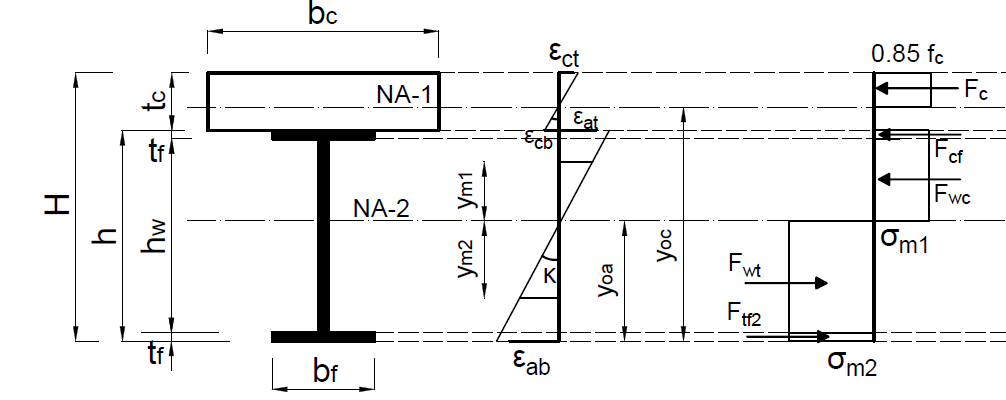 bc
εct
0.85 fc
tc
NA-1
Fc
εat
εcb
tf
Fcf
H
h
hw
ym1
Fwc
NA-2
σm1
ym2
K
yoa
yoc
Fwt
Ftf2
tf
bf
εab
σm2